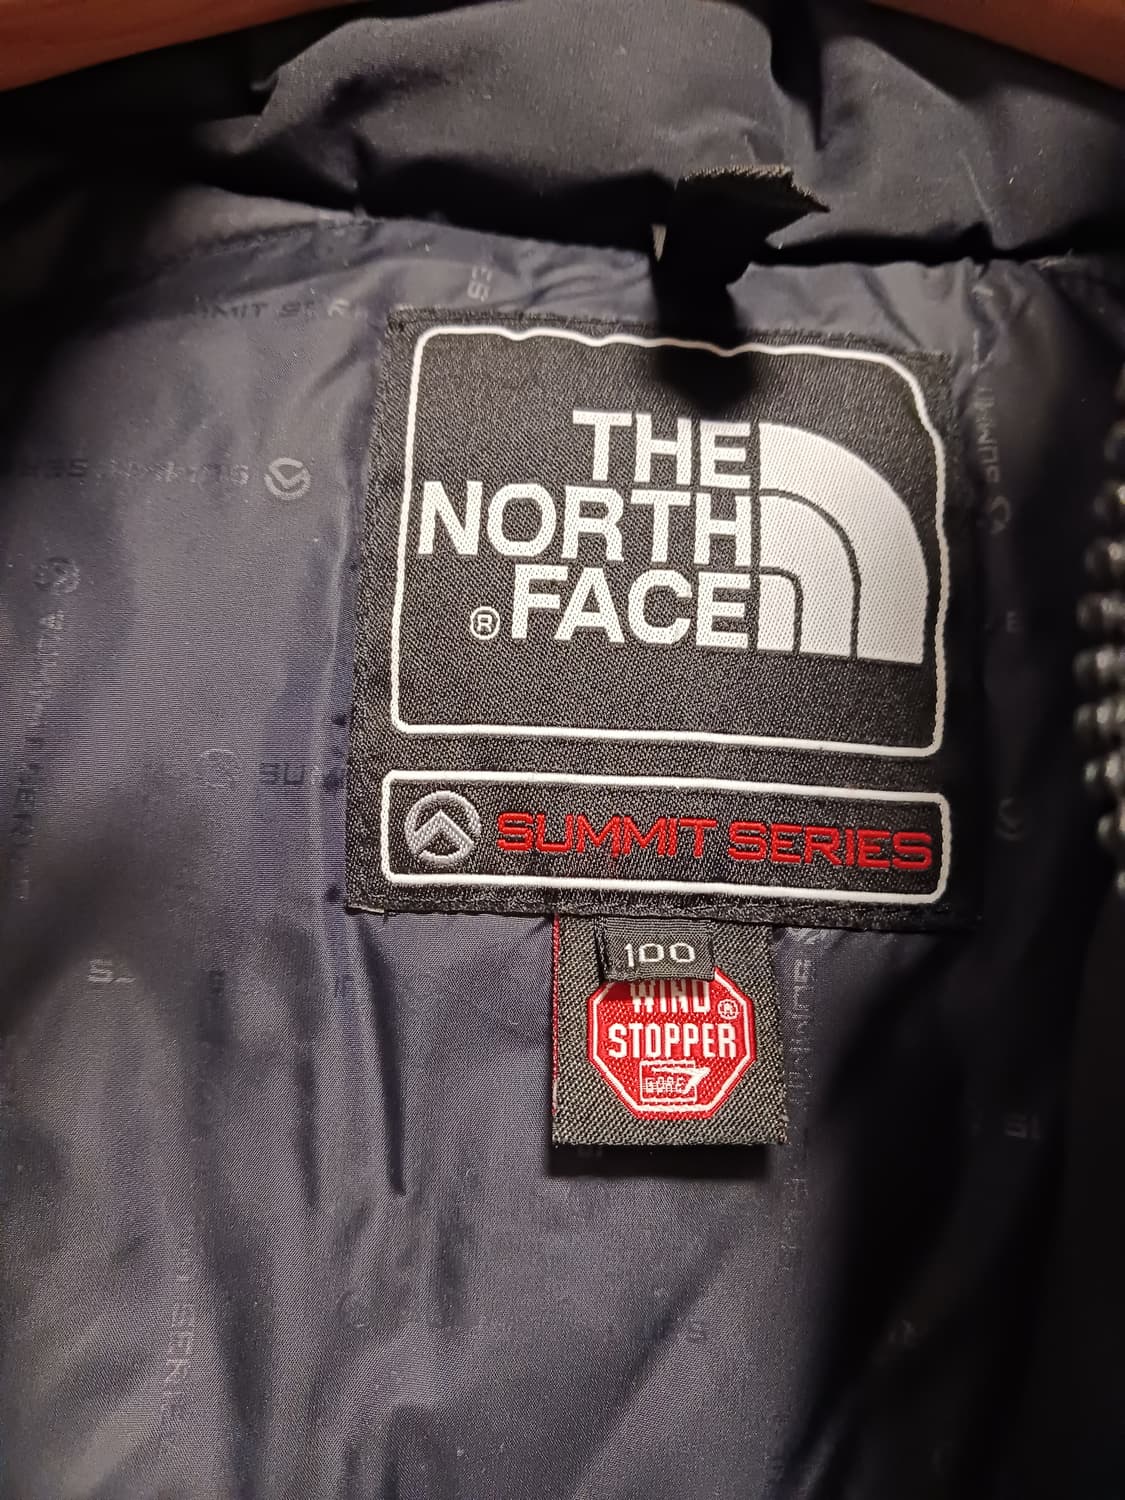 THE
NORTH
® FACE
SUMMIT SERIES
100
WIND ®
STOPPER
GORE